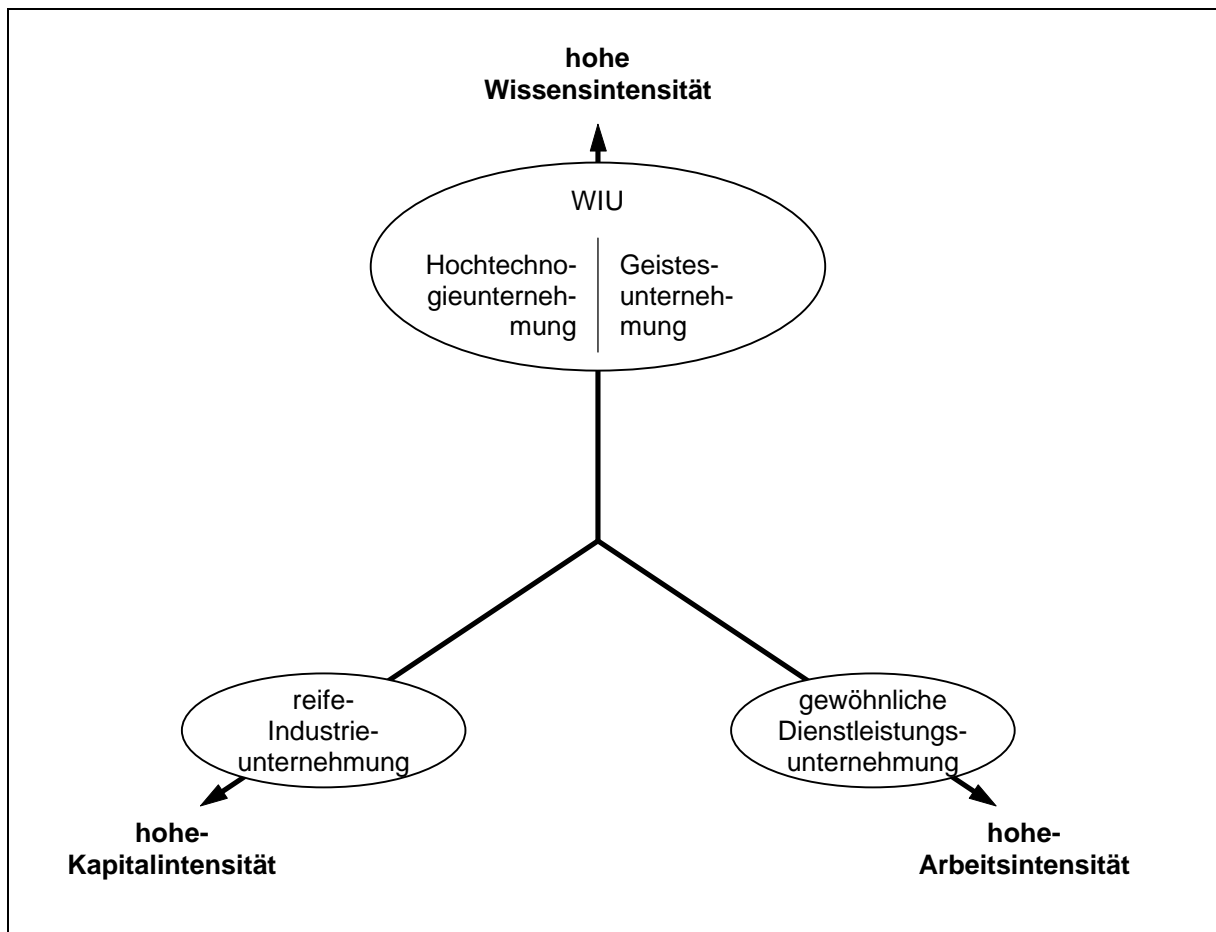 hohe
Wissensintensität
WIU
Hochtechno-
gieunterneh-
mung
Geistes-
unterneh-
mung
reife-
Industrie-
unternehmung
gewöhnliche
Dienstleistungs-
unternehmung
hohe-
Kapitalintensität
hohe-
Arbeitsintensität